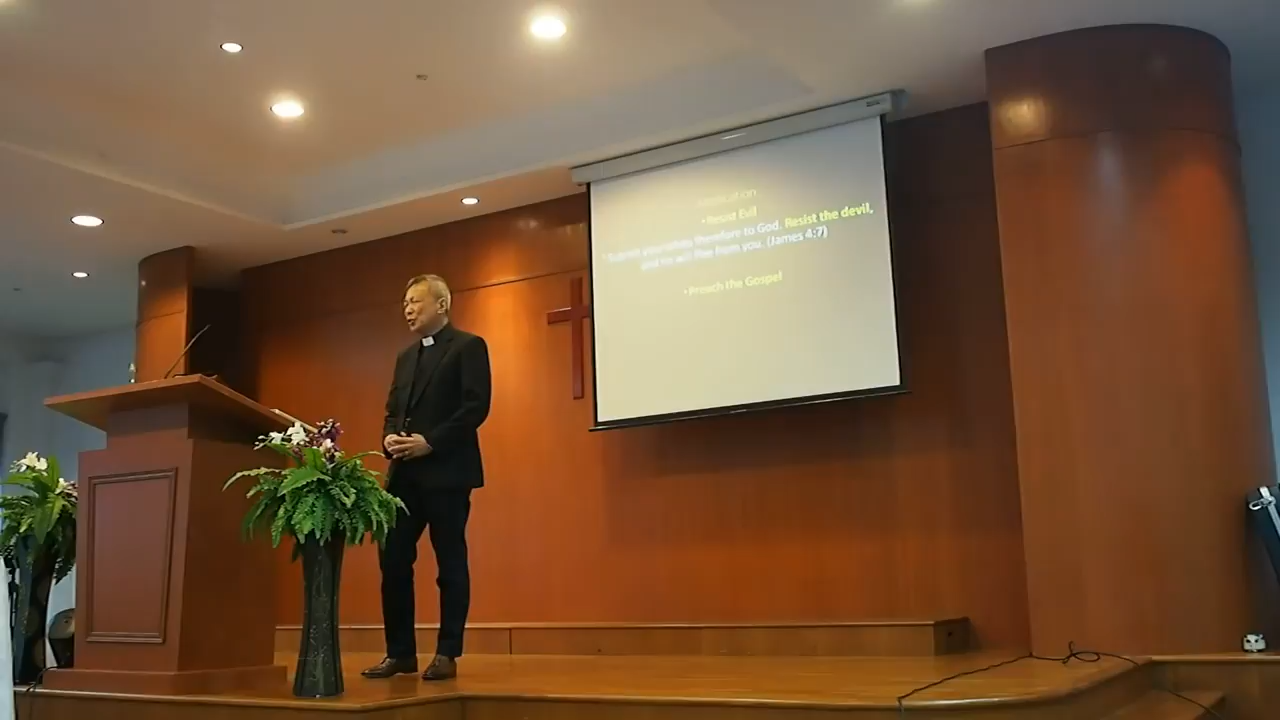 Application
• Resist Evil
• Submit yourselves therefore to God. Resist the devil,
and he will flee from you. (James 4:7)
• Preach the Gospel